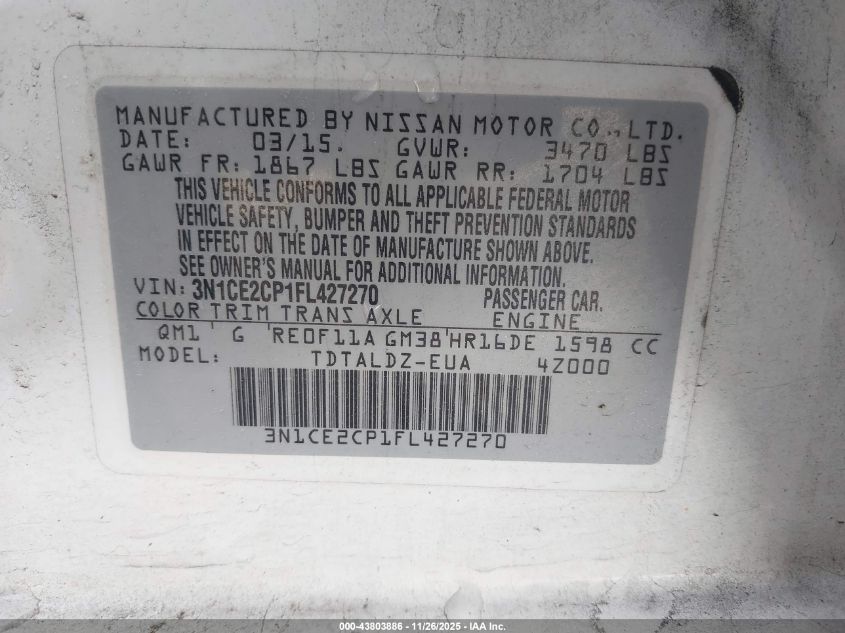 MANUFACTURED BY NISSAN MOTOR CO., LTD.
DATE: 03/15. GVWR: 3470 LBS
GAWR FR: 1867 LBS GAWR RR: 1704 LBS
THIS VEHICLE CONFORMS TO ALL APPLICABLE FEDERAL MOTOR
VEHICLE SAFETY, BUMPER AND THEFT PREVENTION STANDARDS
IN EFFECT ON THE DATE OF MANUFACTURE SHOWN ABOVE.
SEE OWNER'S MANUAL FOR ADDITIONAL INFORMATION.
VIN: 3N1CE2CP1FL427270 PASSENGER CAR.
COLOR TRIM TRANS AXLE ENGINE
QM1 G RE0F11A GM38 HR16DE 1598 CC
MODEL: TDTALDZ-EUA 4Z000
3N1CE2CP1FL427270
000-43803886 - 11/26/2025 - IAA Inc.